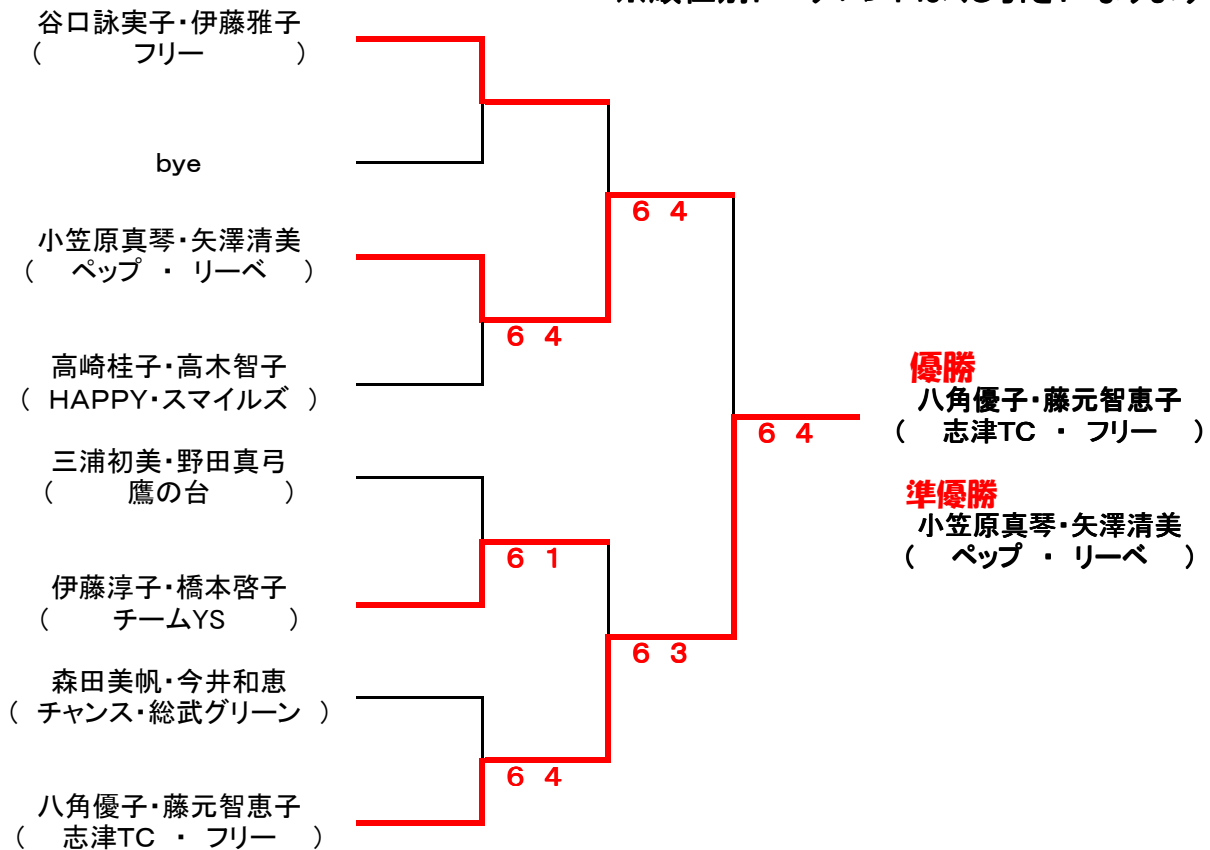 谷口詠実子・伊藤雅子
（　　　フリー　　　）
bye
小笠原真琴・矢澤清美
（　ペップ　・　リーベ　）
高崎桂子・高木智子
（ HAPPY・スマイルズ ）
三浦初美・野田真弓
（　　　鷹の台　　　）
伊藤淳子・橋本啓子
（　　チームYS　　）
森田美帆・今井和恵
（ チャンス・総武グリーン ）
八角優子・藤元智恵子
（　志津TC　・　フリー　）
6 4
6 1
6 4
6 4
6 3
6 4
優勝
八角優子・藤元智恵子
（　志津TC　・　フリー　）
準優勝
小笠原真琴・矢澤清美
（　ペップ　・　リーベ　）